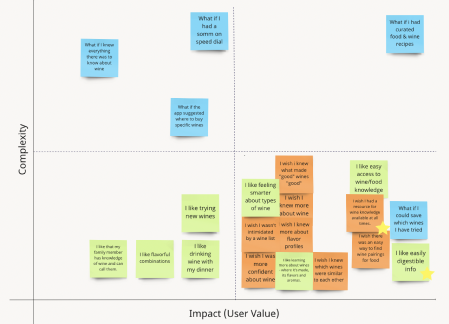 What if I had
curated
food & wine
recipes
What if I
had a
somm on
speed dial
What if I knew
everything
there was to
know about
wine
What if the
app suggested
where to buy
specific wines
Complexity
I wish I knew
what made
"good" wines
"good"
I like easy
access to
wine/food
knowledge
I like feeling
smarter
about types
of wine
I wish I
know more
about wine
I wish I had a
resource for
wine knowledge
available at all
times.
What if I
could save
which wines
I have tried
I like trying
new wines
I wish I wasn't
intimidated
by a wine list
I wish I knew
more about
flavor
profiles
I wish there
was an easy
way to find
wine pairings
for food
I like that my
family member
has knowledge
of wine and can
call them
I like flavorful
combinations
I like
drinking
wine with
my dinner
I wish I was
more
confident
about wine
I like learning
more about wines
where it's made,
its flavors and
I wish I knew
which wines
were similar
to each other
I like easily
digestible
info
Impact (User Value)